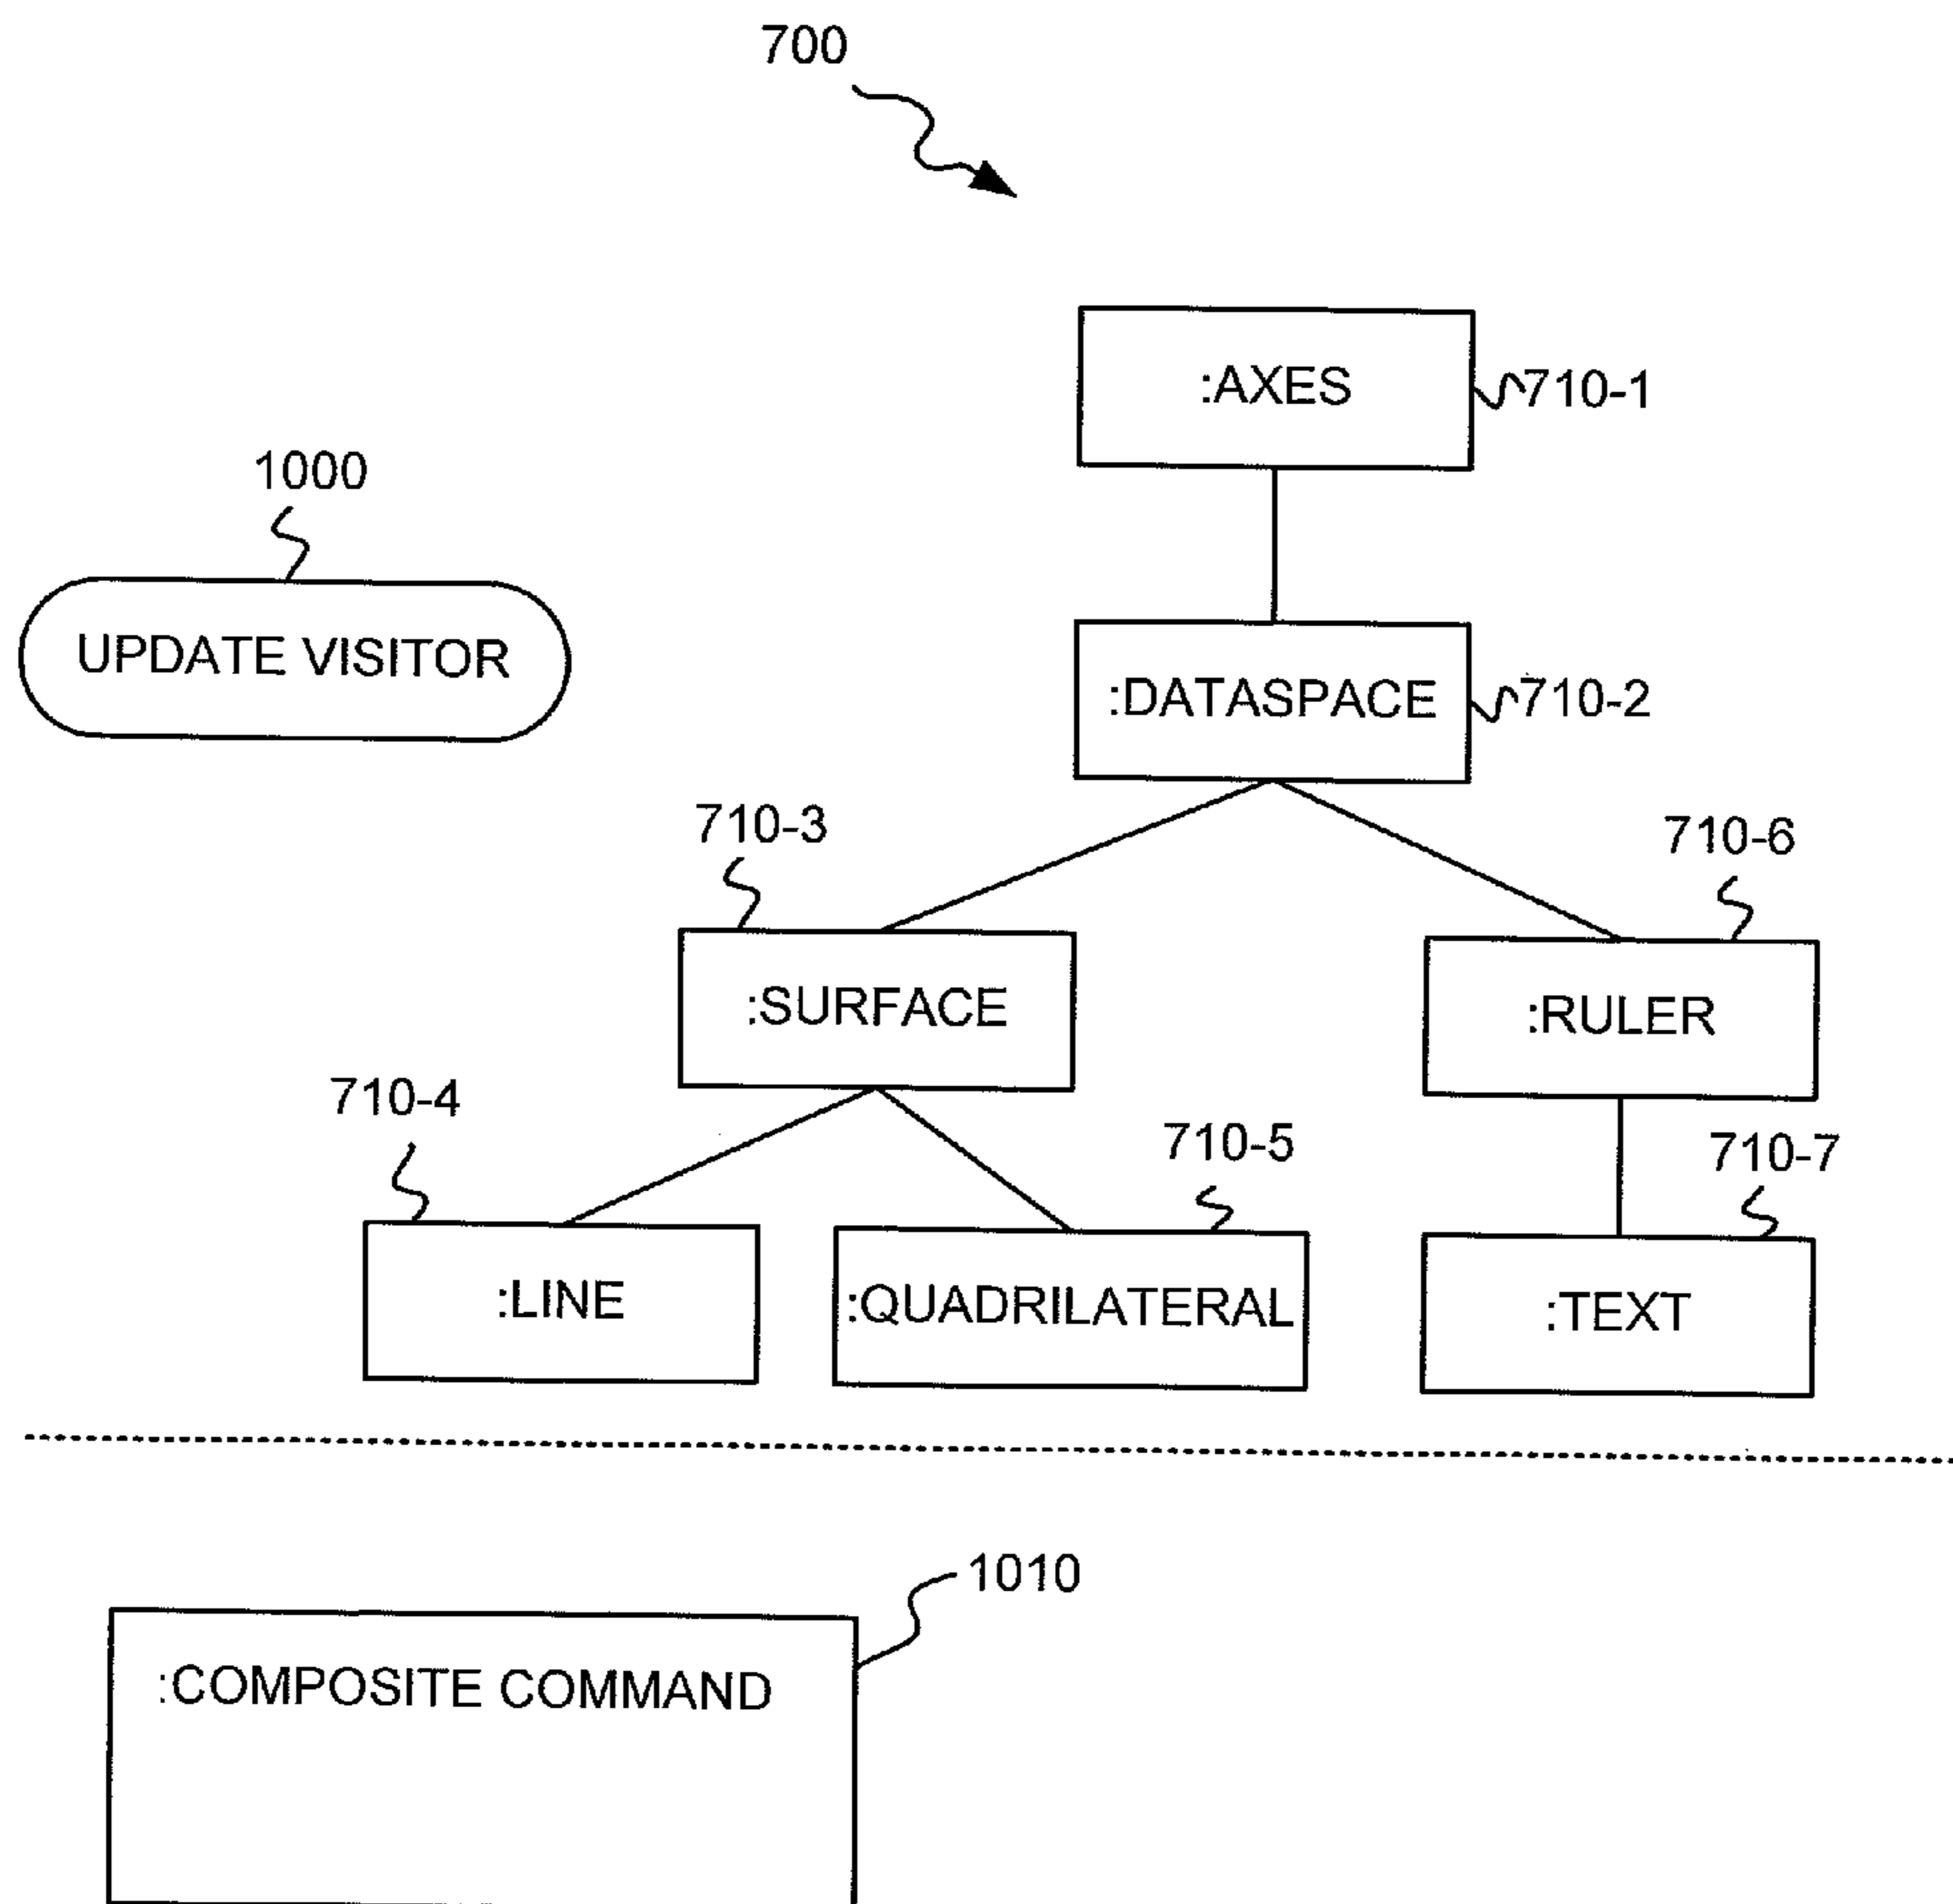 700
:AXES
710-1
1000
UPDATE VISITOR
:DATASPACE
710-2
710-3
710-6
:SURFACE
:RULER
710-4
710-5
710-7
:LINE
:QUADRILATERAL
:TEXT
1010
:COMPOSITE COMMAND